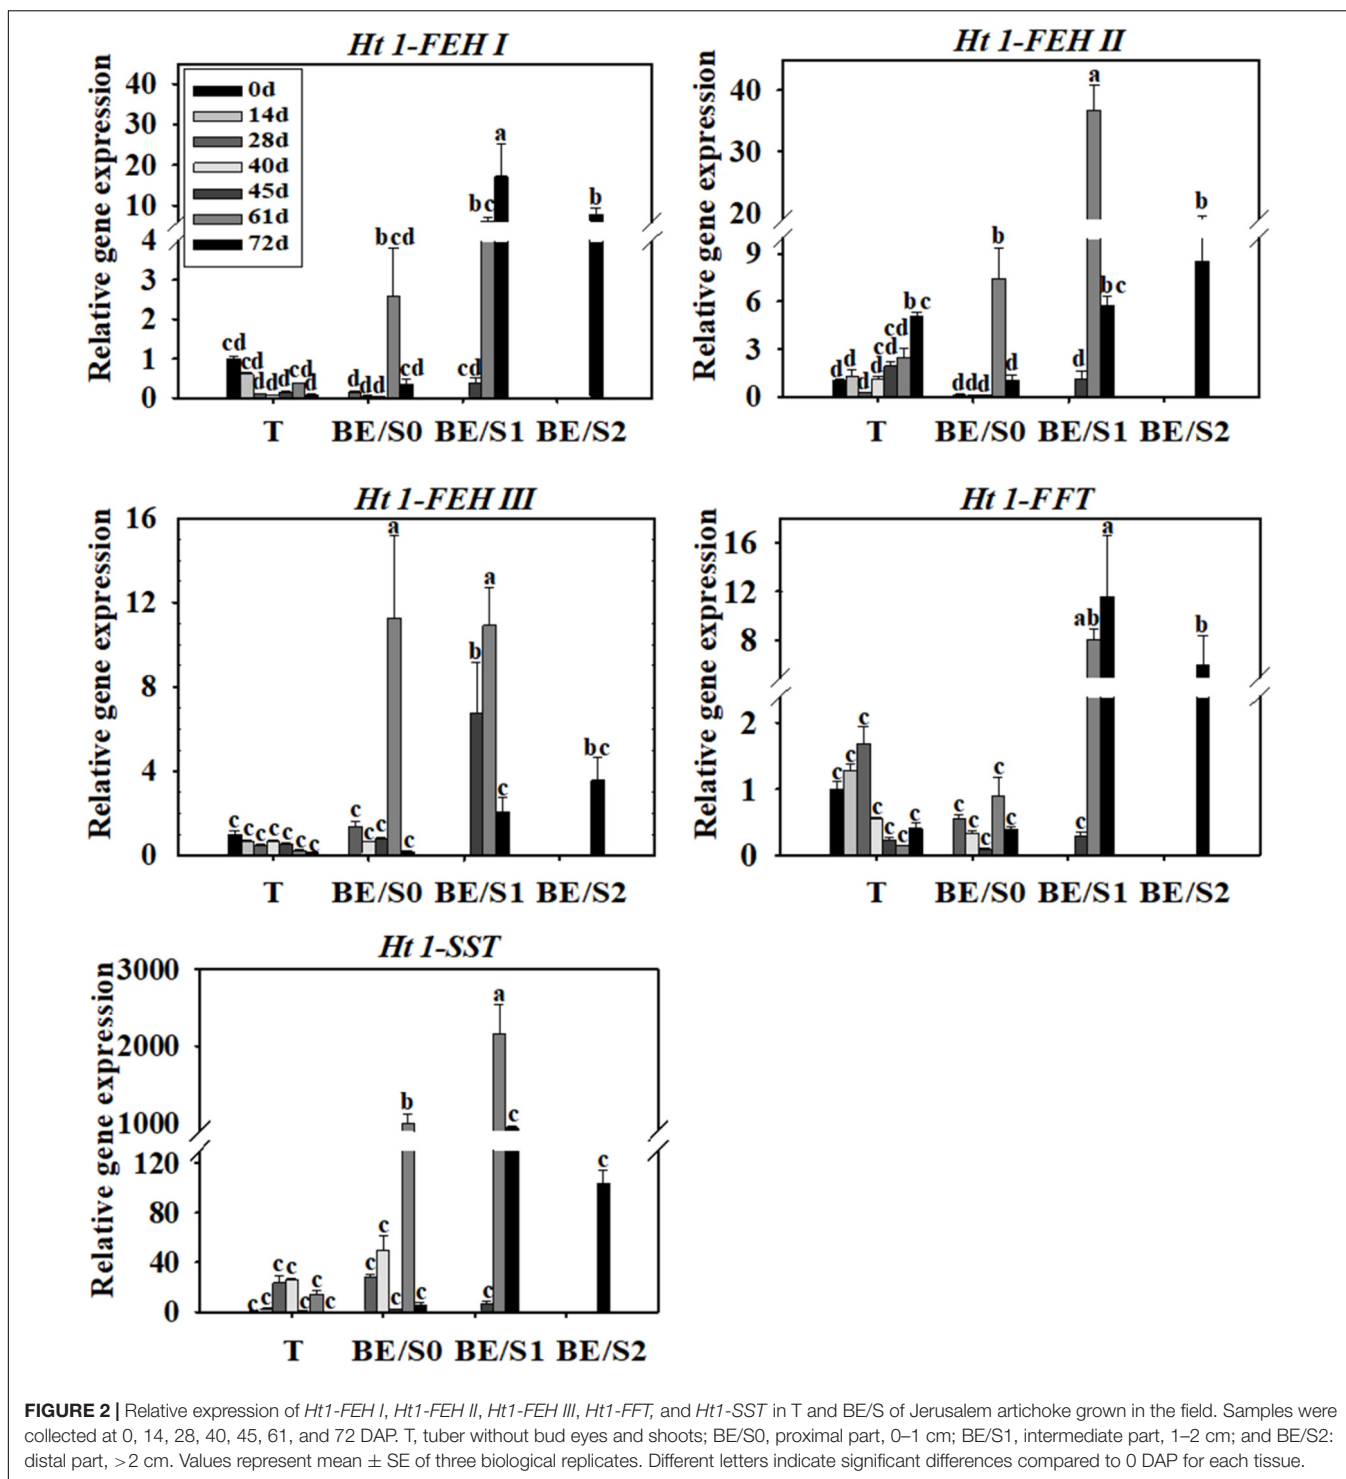 Ht 1-FEH I
Relative gene expression
40
30
20
10
4
3
2
1
0
0d
14d
28d
40d
45d
61d
72d
cd cd d d d cd d
d d d bcd cd
cd bc a
b
T BE/S0 BE/S1 BE/S2
Ht 1-FEH II
Relative gene expression
40
30
20
9
6
3
0
d d d d cd cd bc
d d d b d
d a bc
b
T BE/S0 BE/S1 BE/S2
Ht 1-FEH III
Relative gene expression
16
12
8
4
0
c c c c c c c
c c c a c
b a c
bc
T BE/S0 BE/S1 BE/S2
Ht 1-FFT
Relative gene expression
16
12
8
2
1
0
c c c c c c c
c c c c c
c ab a
b
T BE/S0 BE/S1 BE/S2
Ht 1-SST
Relative gene expression
3000
2000
1000
120
80
40
0
c c c c c c c
c c c b c
c a c
c
T BE/S0 BE/S1 BE/S2
FIGURE 2 | Relative expression of Ht1-FEH I, Ht1-FEH II, Ht1-FEH III, Ht1-FFT, and Ht1-SST in T and BE/S of Jerusalem artichoke grown in the field. Samples were
collected at 0, 14, 28, 40, 45, 61, and 72 DAP. T, tuber without bud eyes and shoots; BE/S0, proximal part, 0–1 cm; BE/S1, intermediate part, 1–2 cm; and BE/S2:
distal part, >2 cm. Values represent mean ± SE of three biological replicates. Different letters indicate significant differences compared to 0 DAP for each tissue.